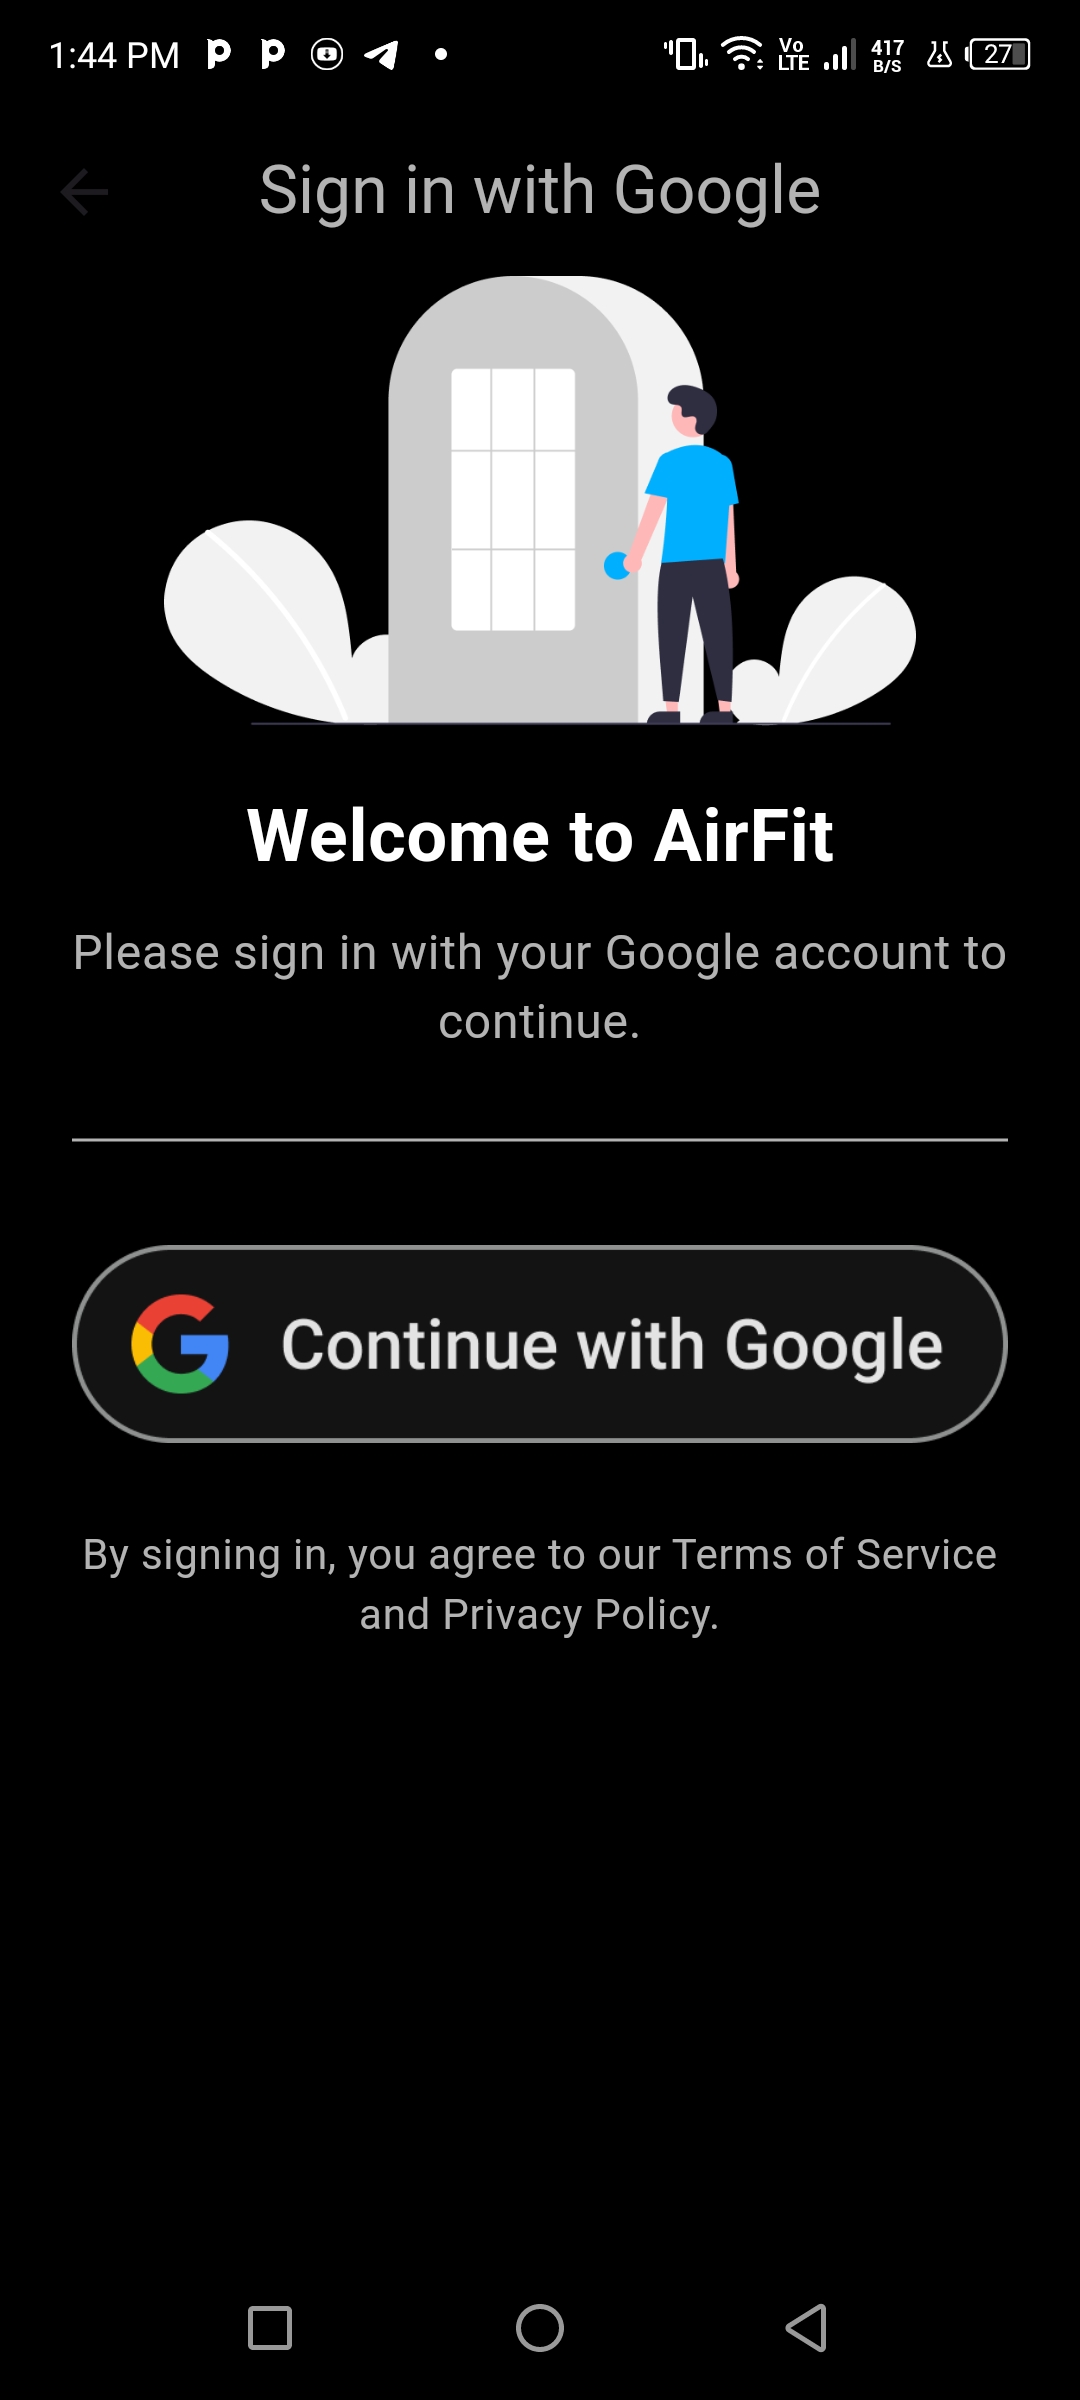 1:44 PM
Vo LTE
417 B/S
27
Sign in with Google
Welcome to AirFit
Please sign in with your Google account to
continue.
Continue with Google
By signing in, you agree to our Terms of Service
and Privacy Policy.